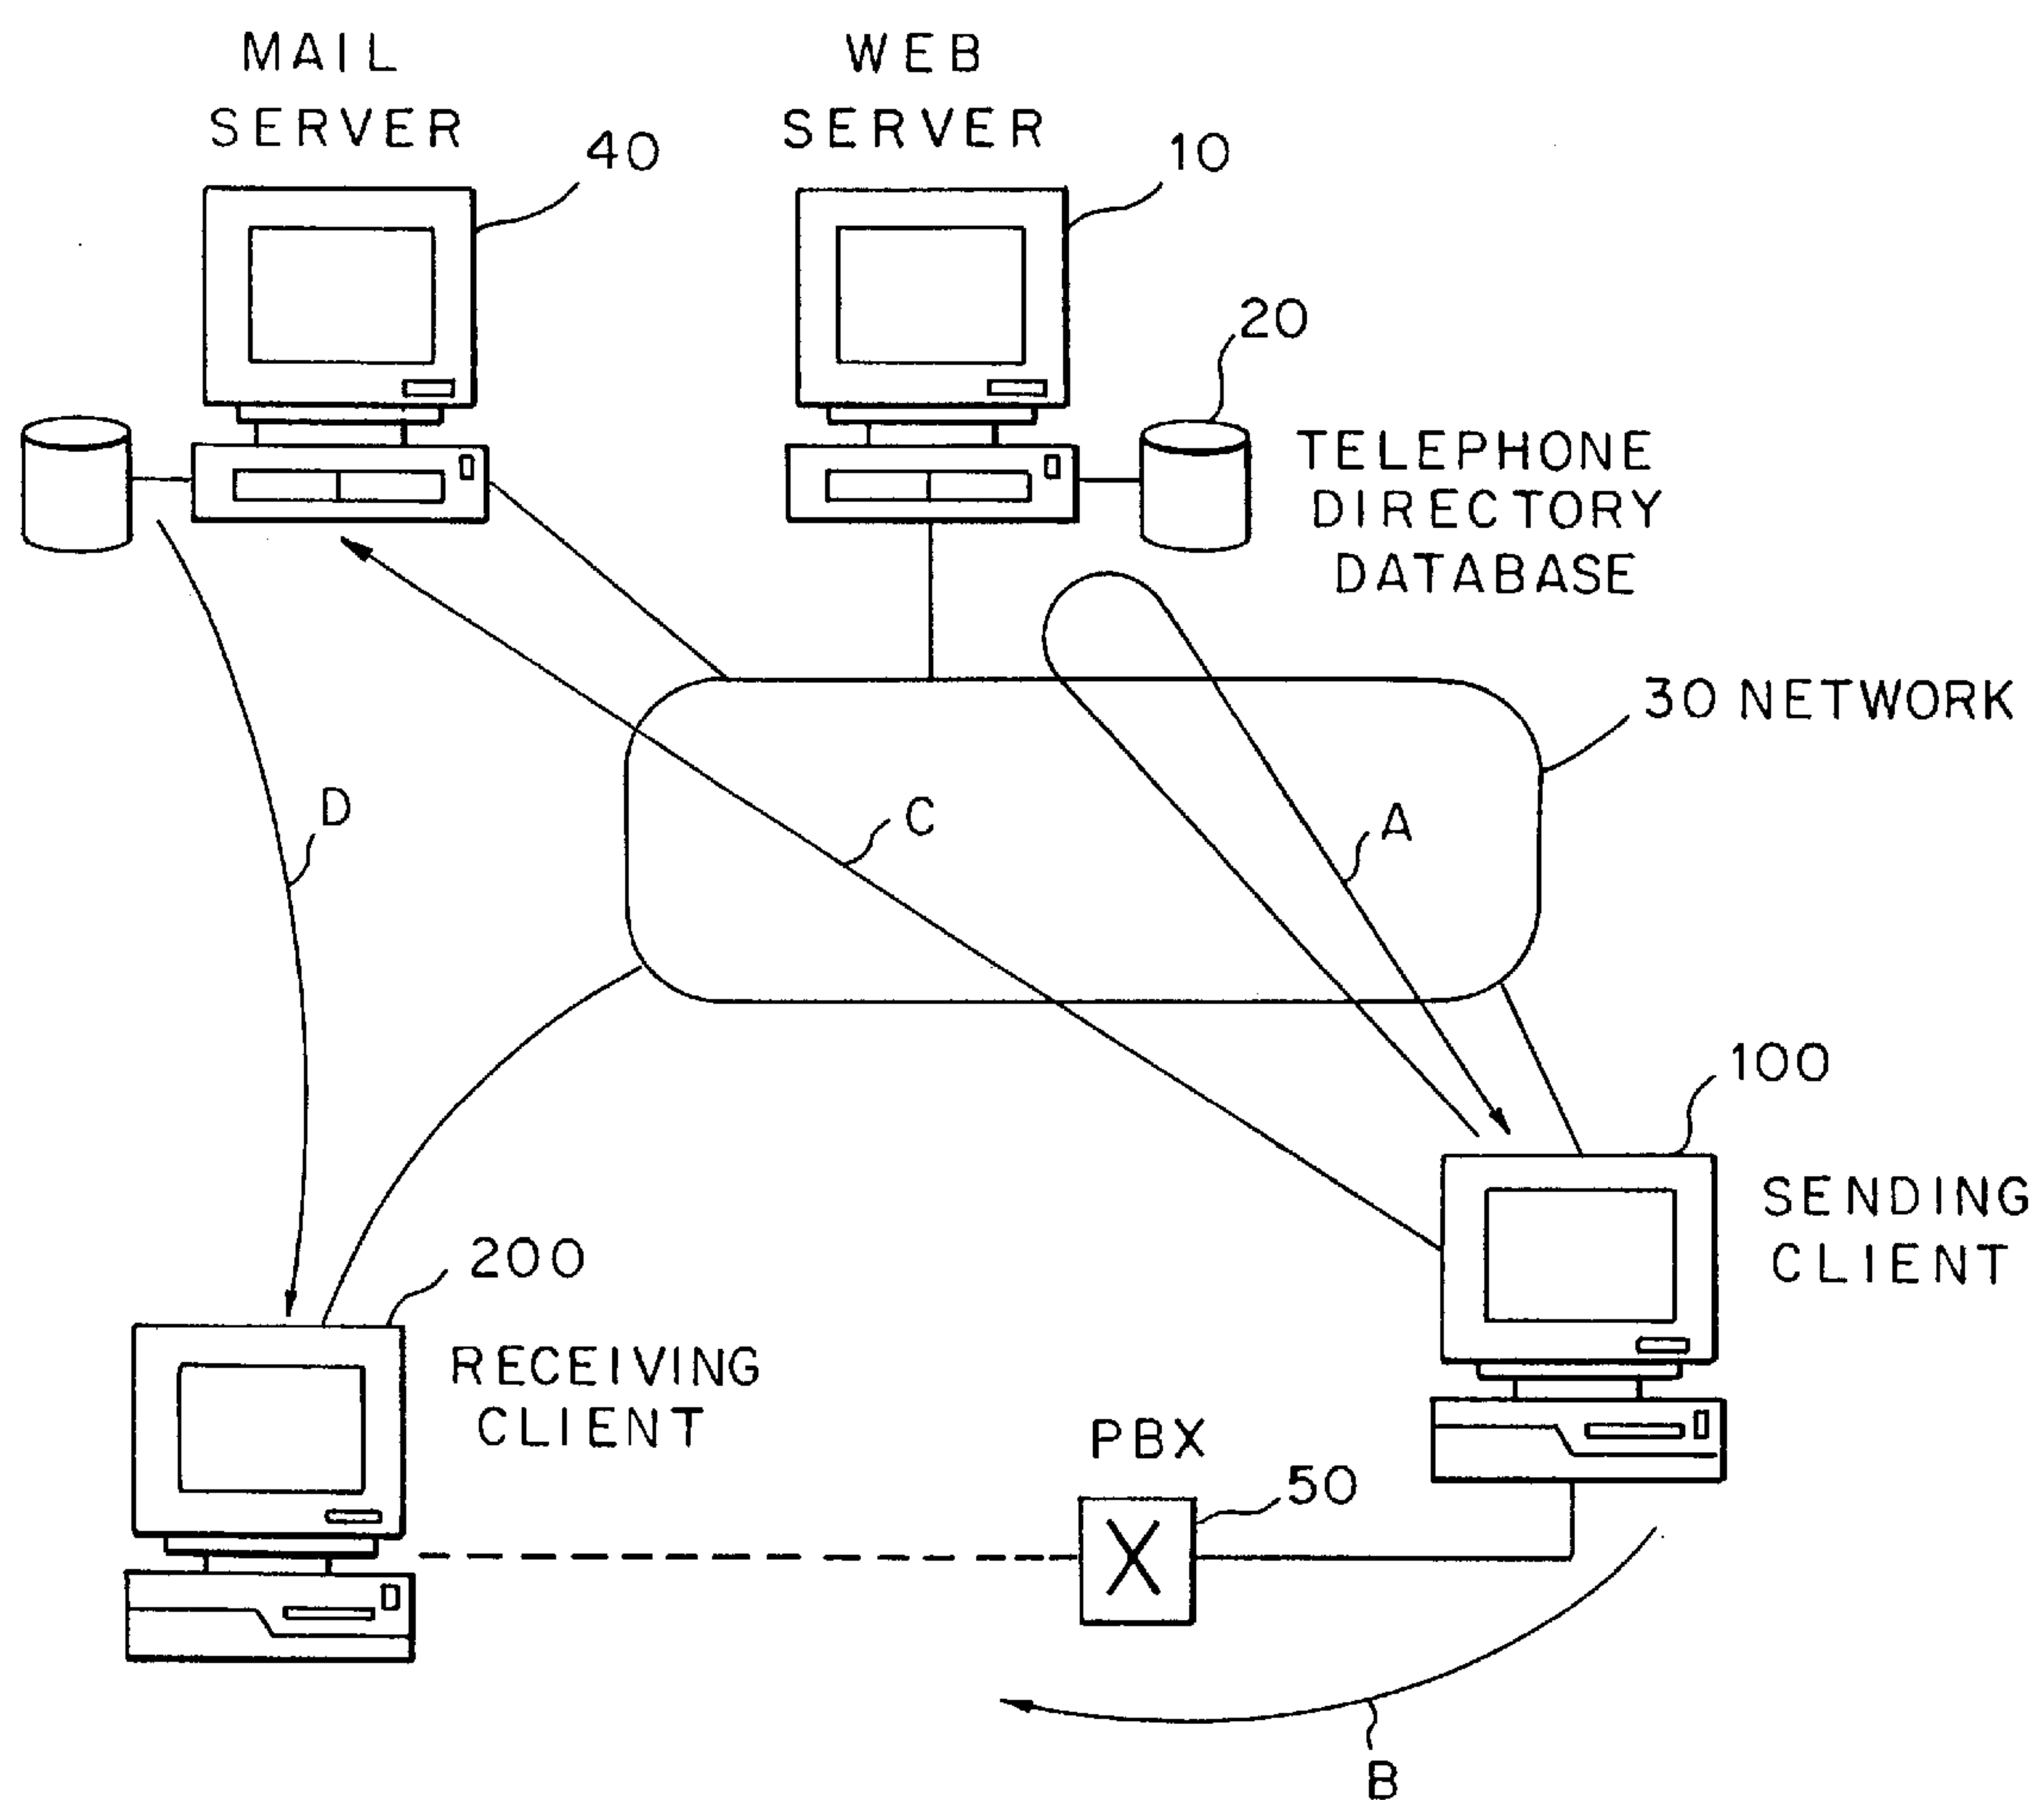 MAIL
SERVER
40
WEB
SERVER
10
20
TELEPHONE
DIRECTORY
DATABASE
30 NETWORK
D
C
A
100
SENDING
CLIENT
200
RECEIVING
CLIENT
PBX
50
X
B